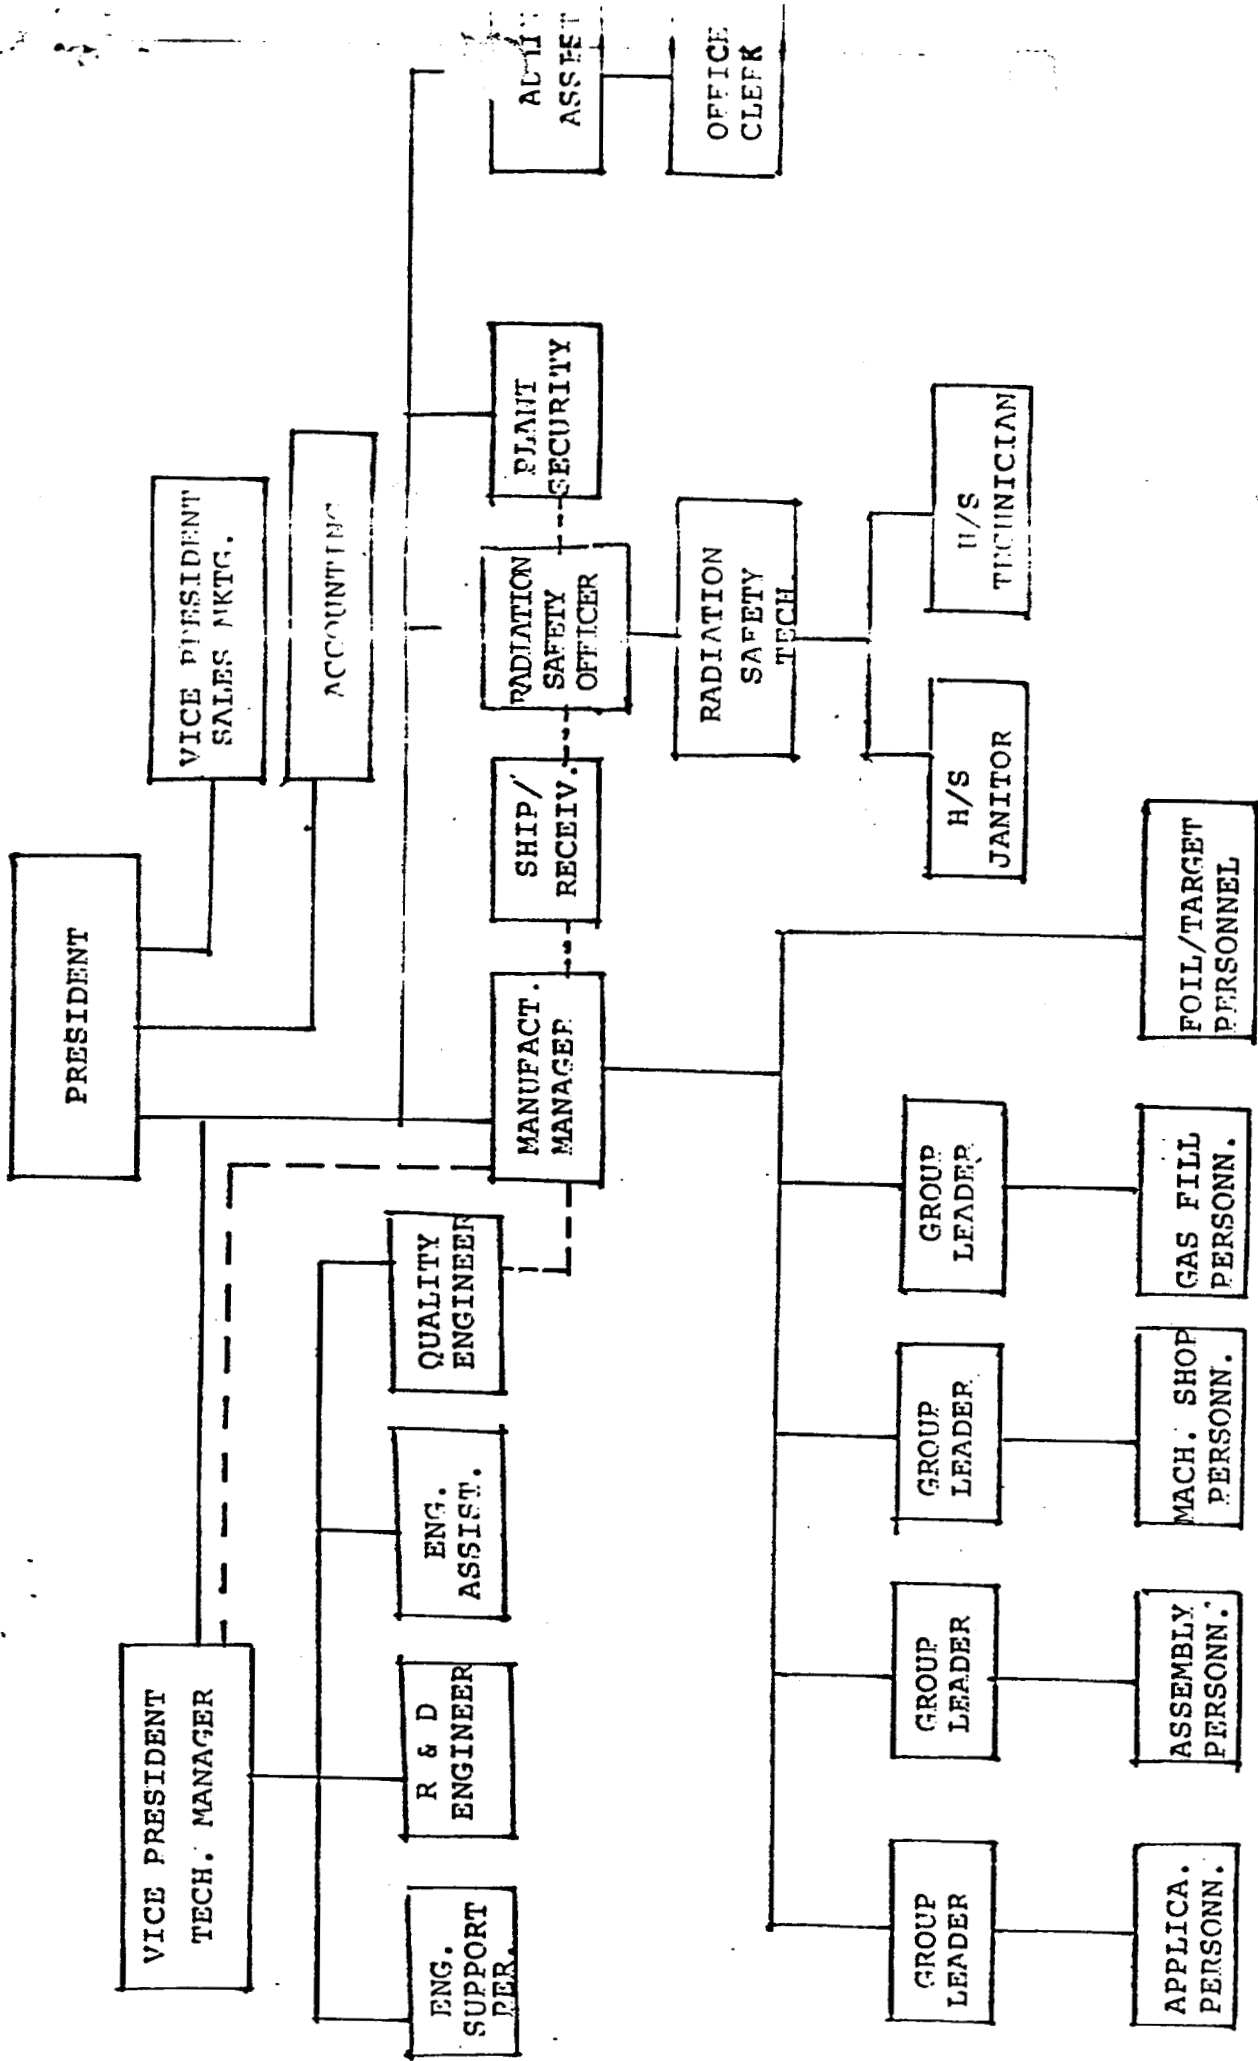 PRESIDENT
VICE PRESIDENT
SALES MKTG.
ACCOUNTING
VICE PRESIDENT
TECH. MANAGER
ENG.
SUPPORT
PER.
R & D
ENGINEER
ENG.
ASSIST.
QUALITY
ENGINEER
MANUFACT.
MANAGER
SHIP/
RECEIV.
RADIATION
SAFETY
OFFICER
PLANT
SECURITY
ASSIST
OFFICE
CLERK
RADIATION
SAFETY
TECH.
H/S
JANITOR
H/S
TECHNICIAN
GROUP
LEADER
GROUP
LEADER
GROUP
LEADER
GROUP
LEADER
APPLICA.
PERSONN.
ASSEMBLY
PERSONN.
MACH. SHOP
PERSONN.
GAS FILL
PERSONN.
FOIL/TARGET
PERSONNEL